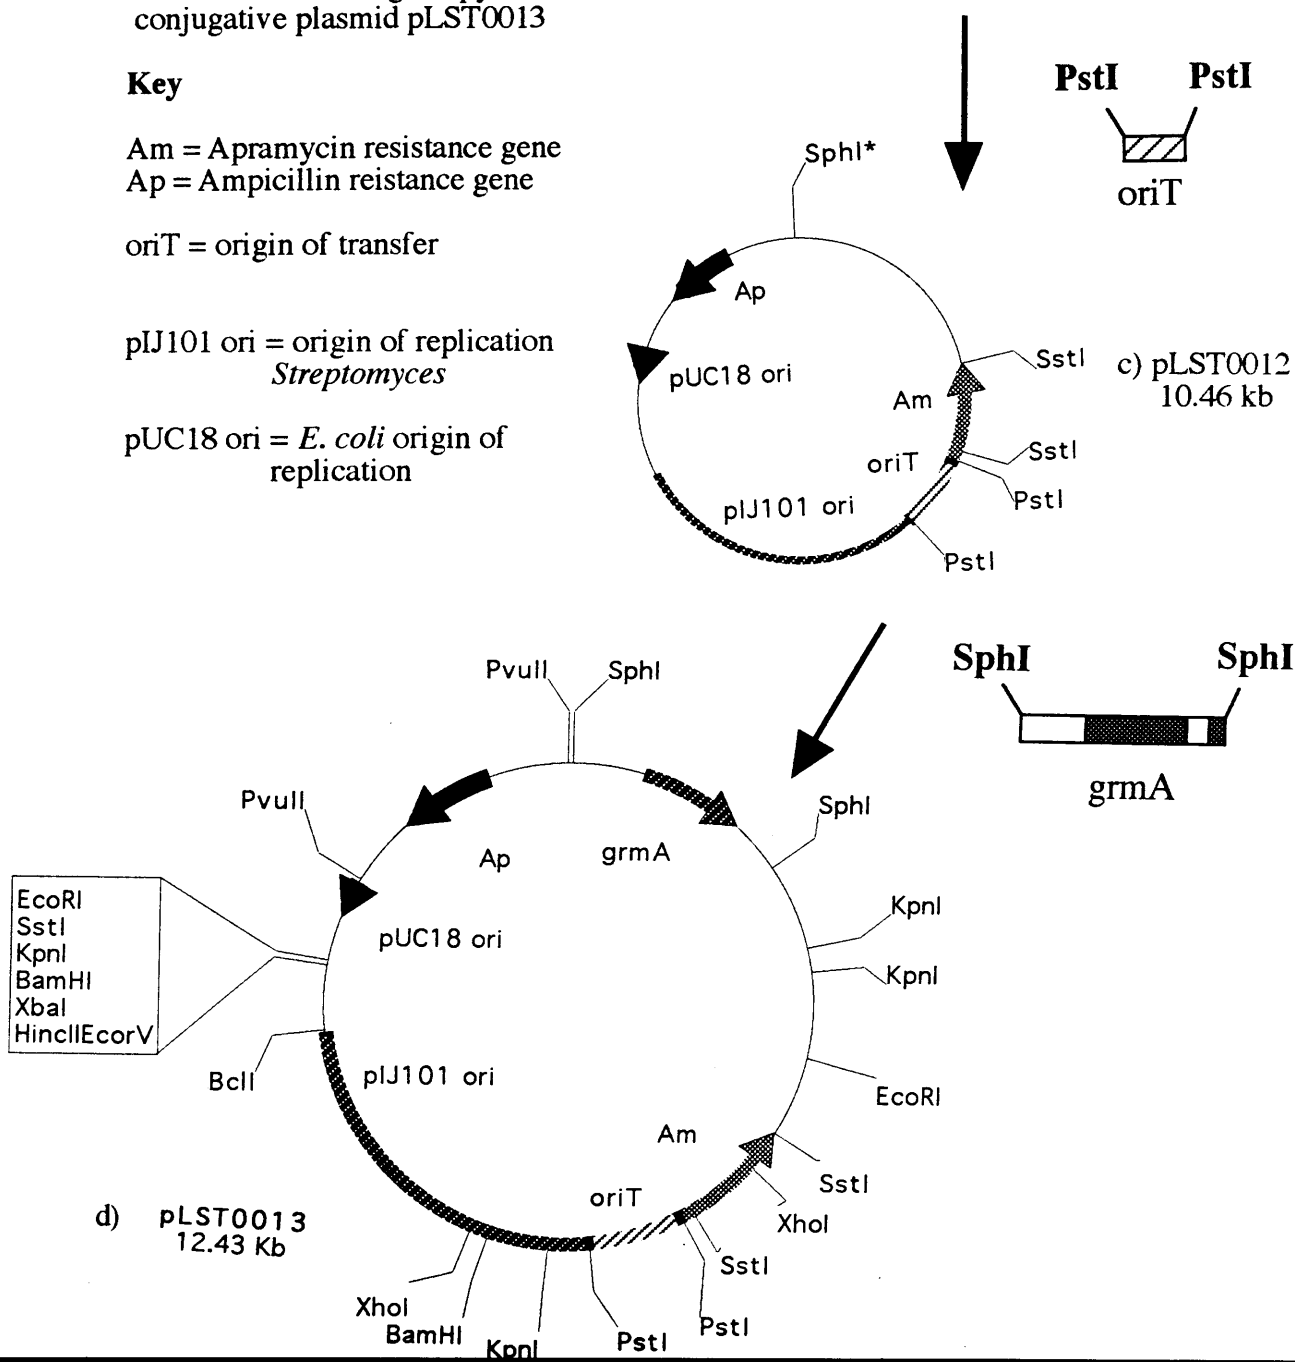 conjugative plasmid pLST0013
Key
Am = Apramycin resistance gene
Ap = Ampicillin reistance gene
oriT = origin of transfer
pIJ101 ori = origin of replication
Streptomyces
pUC18 ori = E. coli origin of
replication
PstI PstI
oriT
SphI*
Ap
pUC18 ori
SstI
Am
c) pLST0012
10.46 kb
oriT
SstI
PstI
pIJ101 ori
PstI
SphI SphI
grmA
PvuII SphI
PvuII
SphI
Ap
grmA
KpnI
KpnI
EcoRI
SstI
KpnI
BamHI
XbaI
HincIIEcorV
pUC18 ori
BclI
pIJ101 ori
EcoRI
Am
SstI
XhoI
oriT
SstI
PstI
d) pLST0013
12.43 Kb
XhoI
BamHI
KpnI
PstI